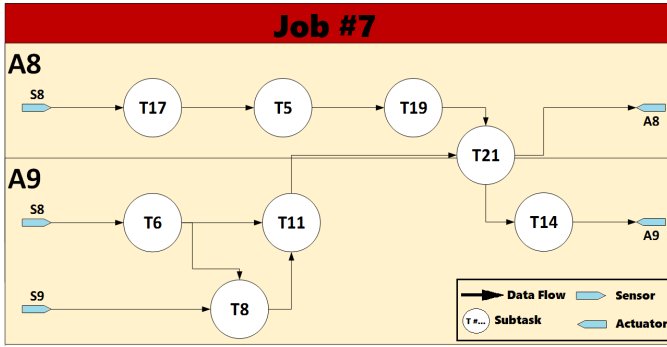 Job #7
A8
S8
T17
T5
T19
A8
T21
A9
S8
T6
T11
T14
A9
S9
T8
Data Flow
Sensor
T #...
Subtask
Actuator